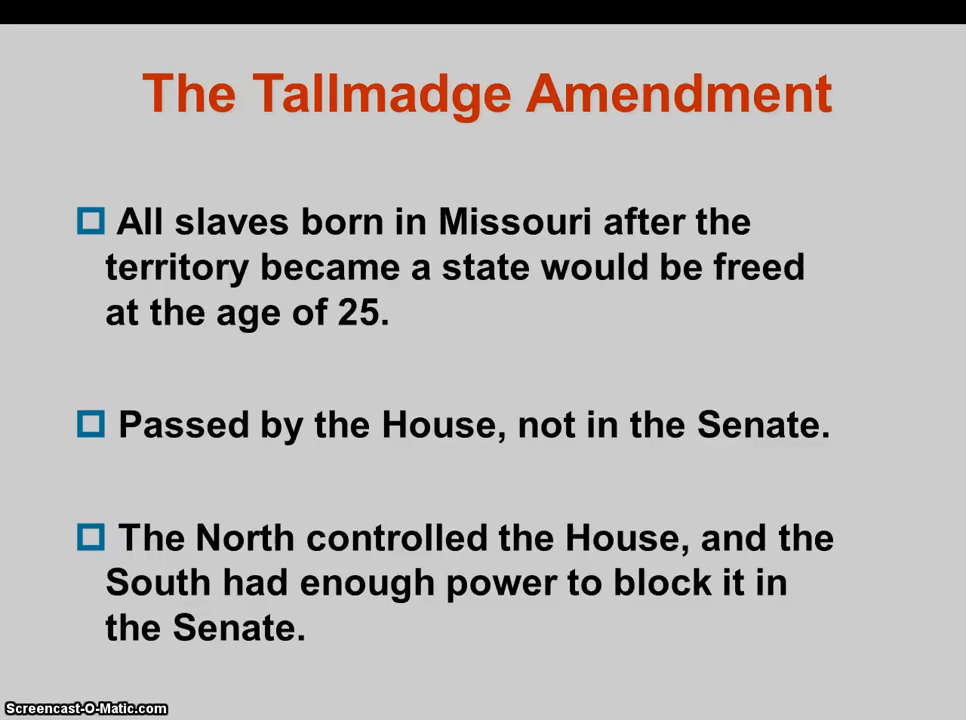 The Tallmadge Amendment
All slaves born in Missouri after the
territory became a state would be freed
at the age of 25.
Passed by the House, not in the Senate.
The North controlled the House, and the
South had enough power to block it in
the Senate.
Screencast-O-Matic.com